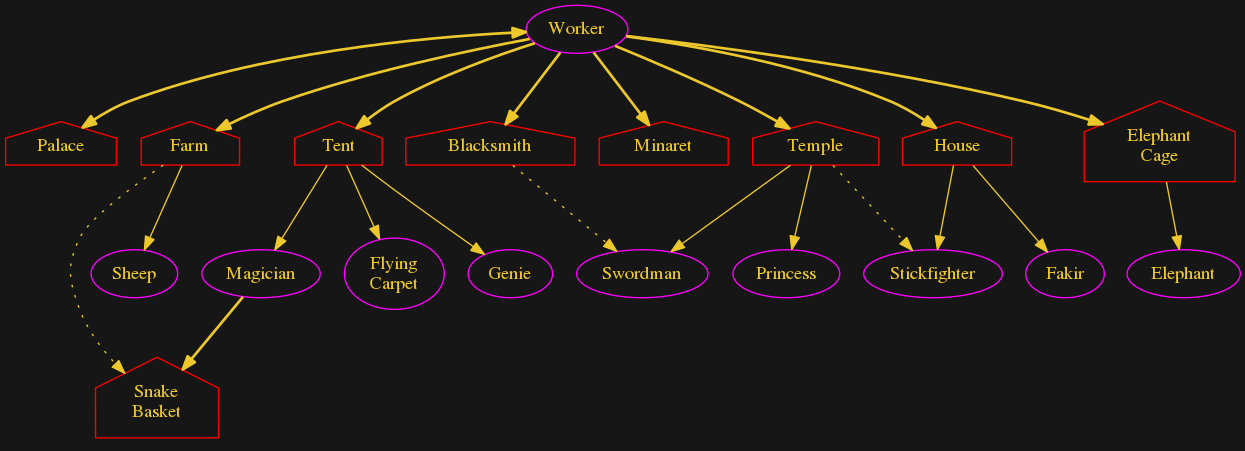 Worker
Palace
Farm
Tent
Blacksmith
Minaret
Temple
House
Elephant
Cage
Sheep
Magician
Flying
Carpet
Genie
Swordman
Princess
Stickfighter
Fakir
Elephant
Snake
Basket